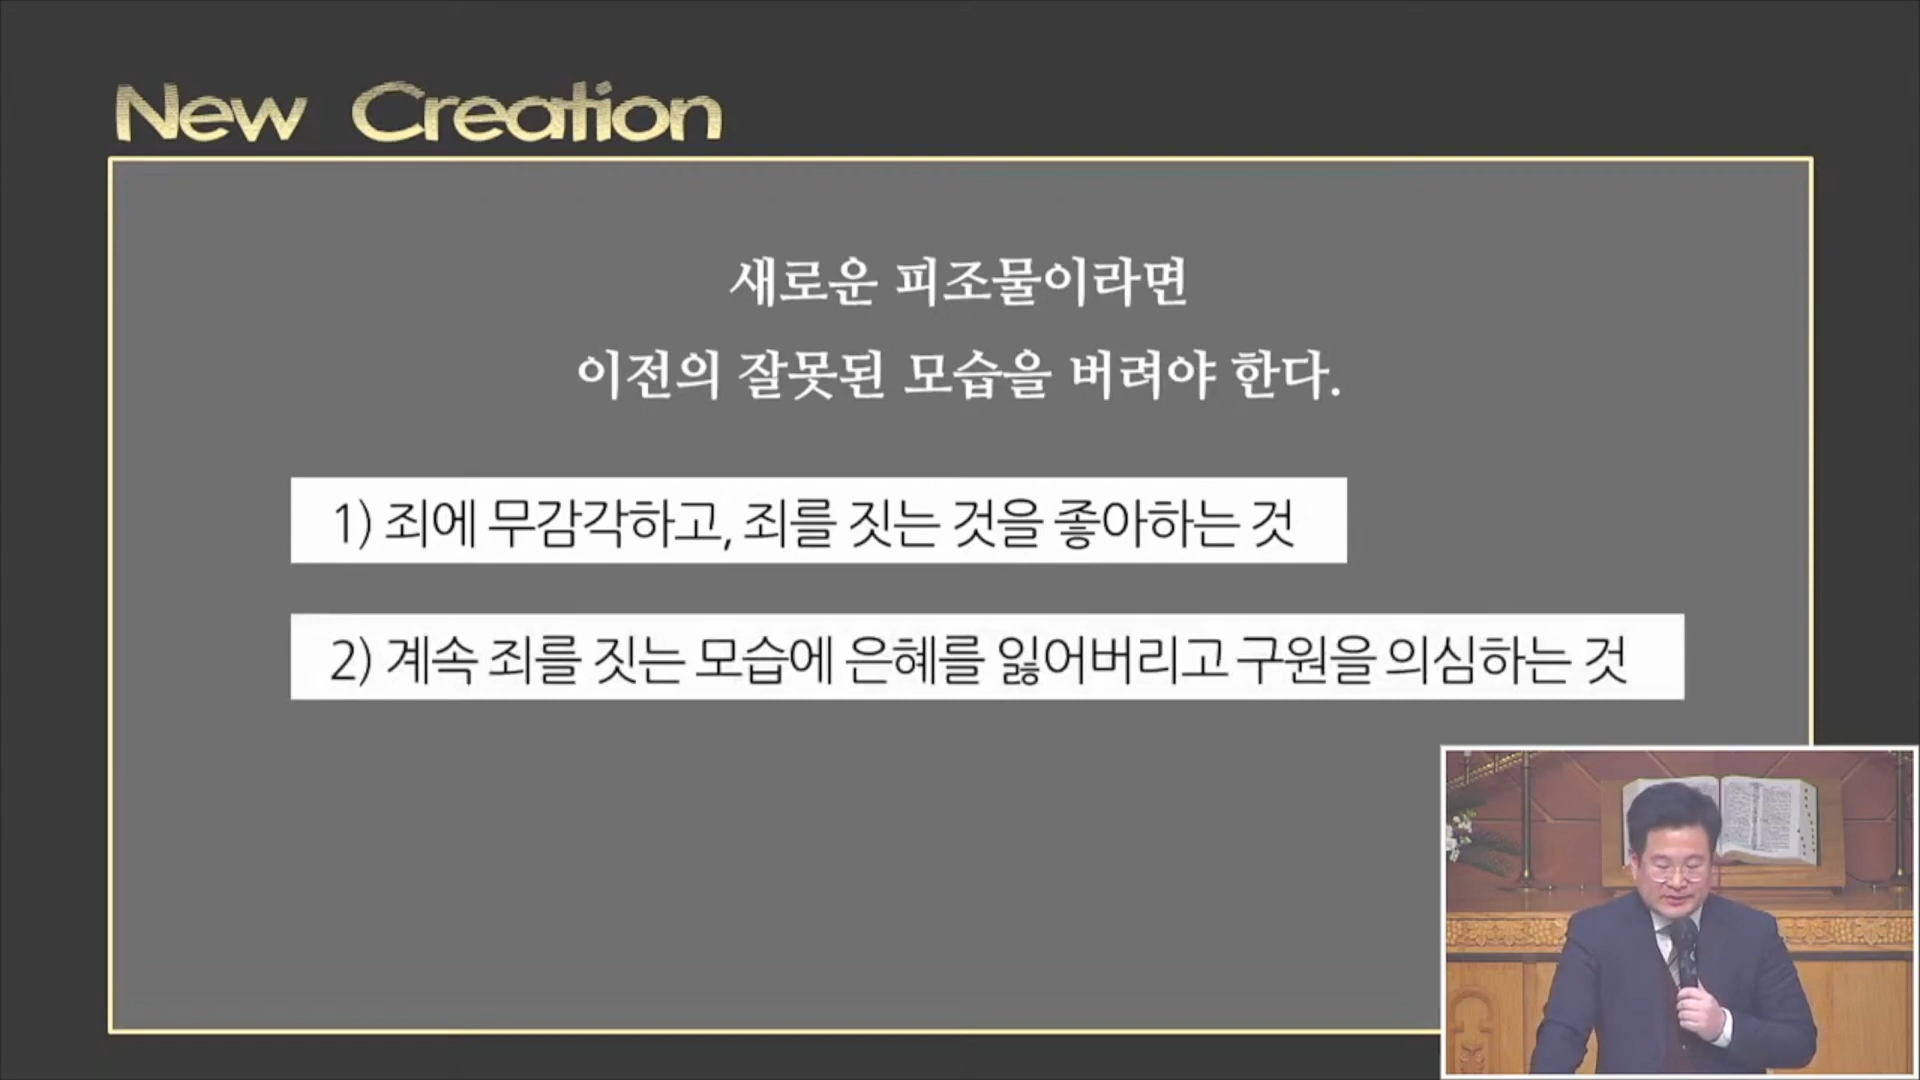 New Creation
새로운 피조물이라면
이전의 잘못된 모습을 버려야 한다.
1) 죄에 무감각하고, 죄를 짓는 것을 좋아하는 것
2) 계속 죄를 짓는 모습에 은혜를 잃어버리고 구원을 의심하는 것